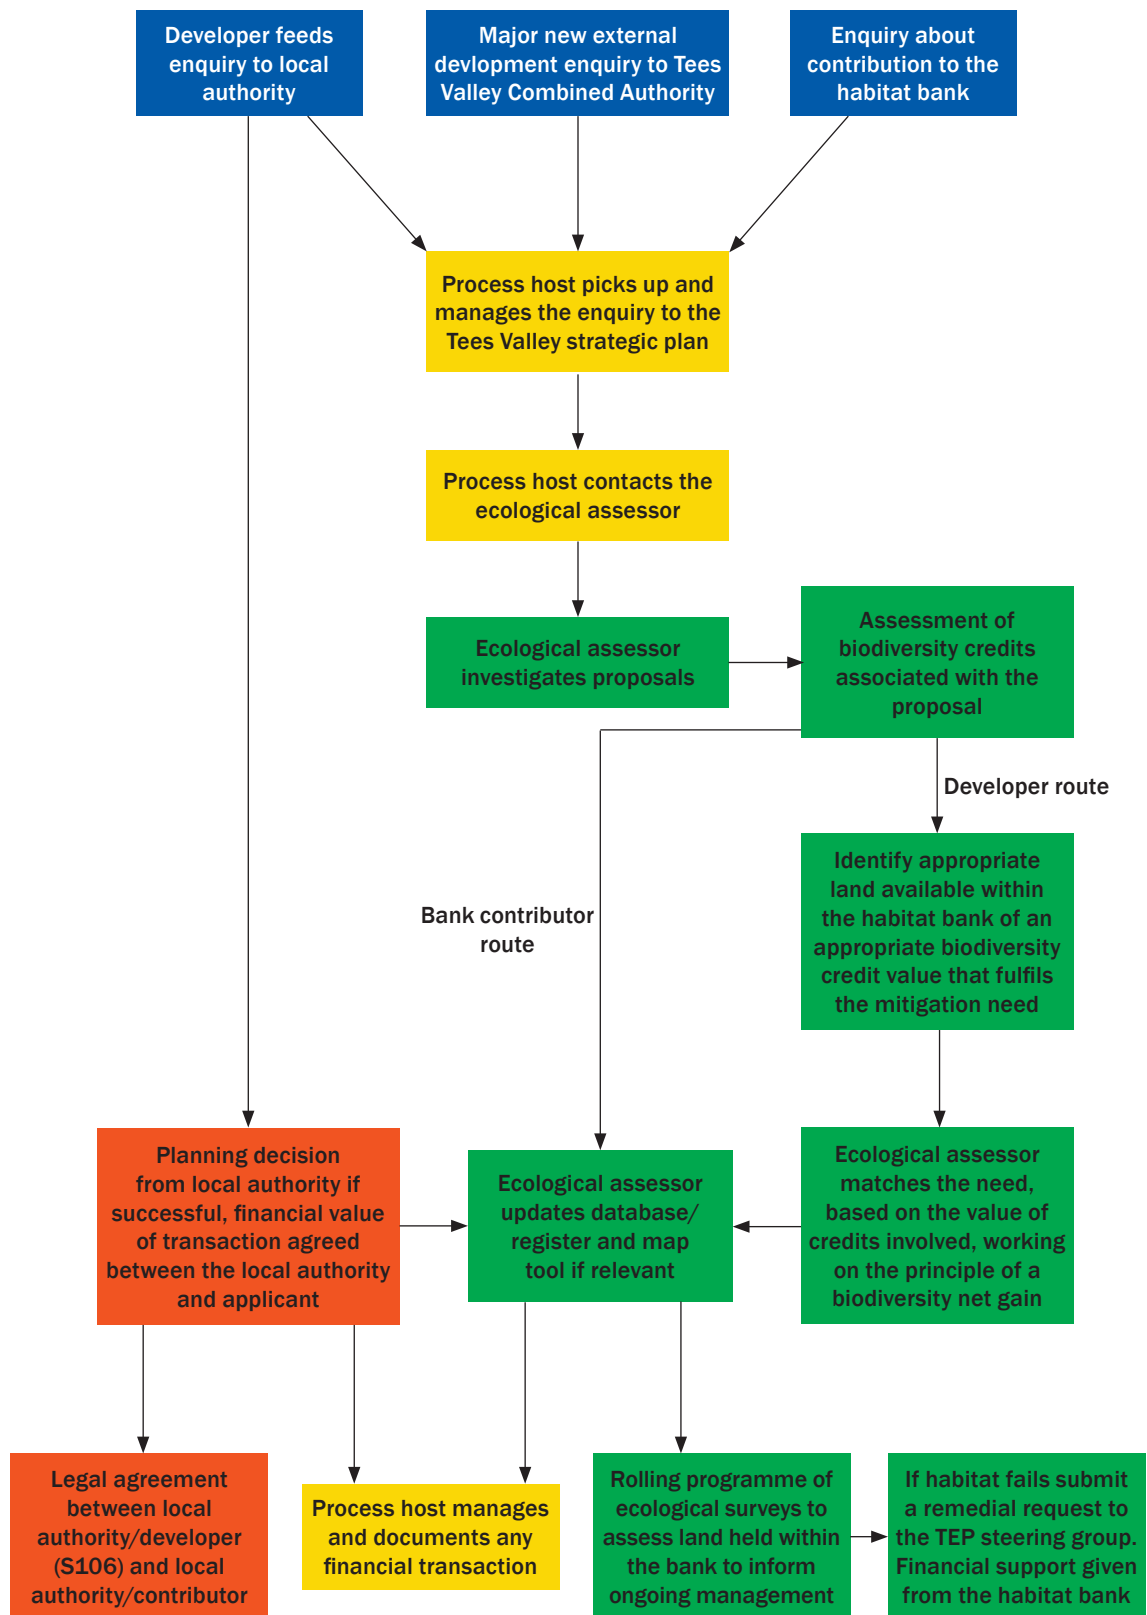 Developer feeds
enquiry to local
authority
Major new external
devlopment enquiry to Tees
Valley Combined Authority
Enquiry about
contribution to the
habitat bank
Process host picks up and
manages the enquiry to the
Tees Valley strategic plan
Process host contacts the
ecological assessor
Ecological assessor
investigates proposals
Assessment of
biodiversity credits
associated with the
proposal
Developer route
Identify appropriate
land available within
the habitat bank of an
appropriate biodiversity
credit value that fulfils
the mitigation need
Bank contributor
route
Planning decision
from local authority if
successful, financial value
of transaction agreed
between the local authority
and applicant
Ecological assessor
updates database/
register and map
tool if relevant
Ecological assessor
matches the need,
based on the value of
credits involved, working
on the principle of a
biodiversity net gain
Legal agreement
between local
authority/developer
(S106) and local
authority/contributor
Process host manages
and documents any
financial transaction
Rolling programme of
ecological surveys to
assess land held within
the bank to inform
ongoing management
If habitat fails submit
a remedial request to
the TEP steering group.
Financial support given
from the habitat bank